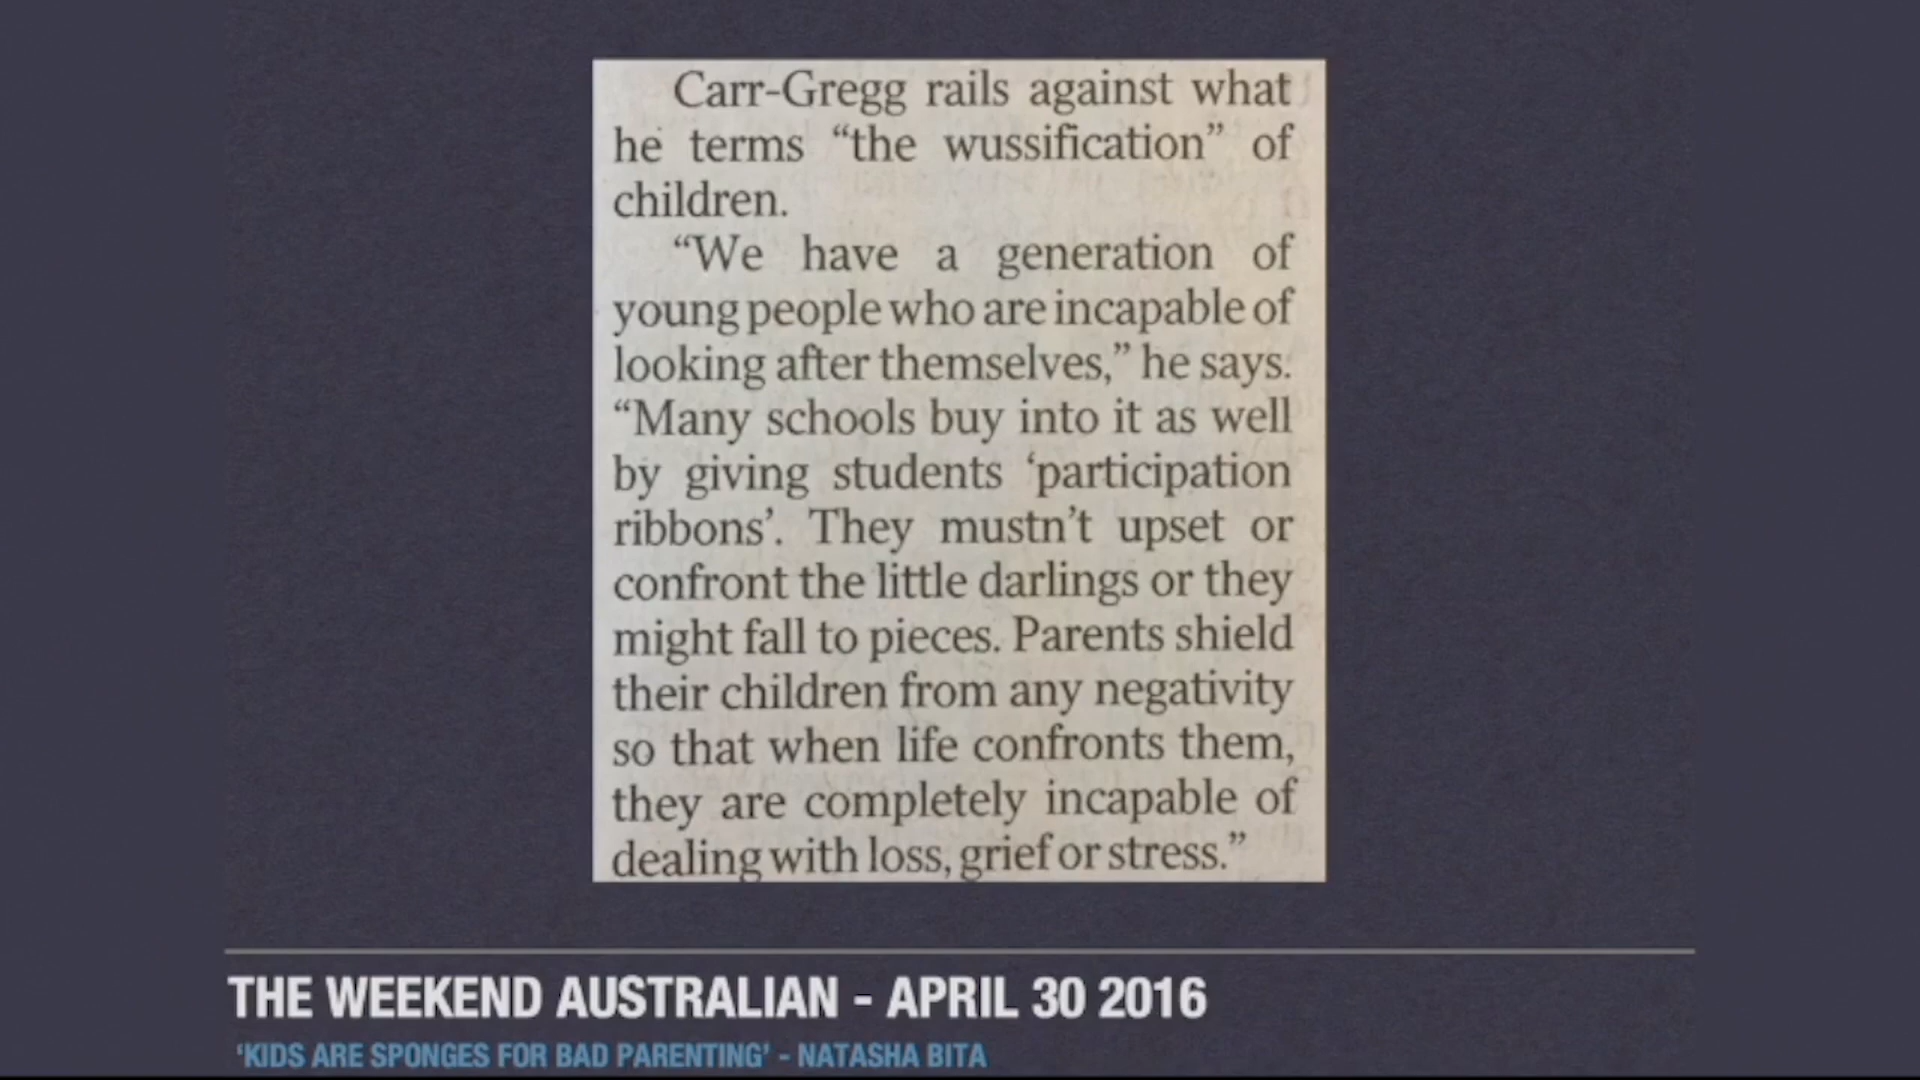 Carr-Gregg rails against what
he terms “the wussification” of
children.
“We have a generation of
young people who are incapable of
looking after themselves,” he says.
“Many schools buy into it as well
by giving students ‘participation
ribbons’. They mustn’t upset or
confront the little darlings or they
might fall to pieces. Parents shield
their children from any negativity
so that when life confronts them,
they are completely incapable of
dealing with loss, grief or stress.”
THE WEEKEND AUSTRALIAN - APRIL 30 2016
‘KIDS ARE SPONGES FOR BAD PARENTING’ - NATASHA BITA